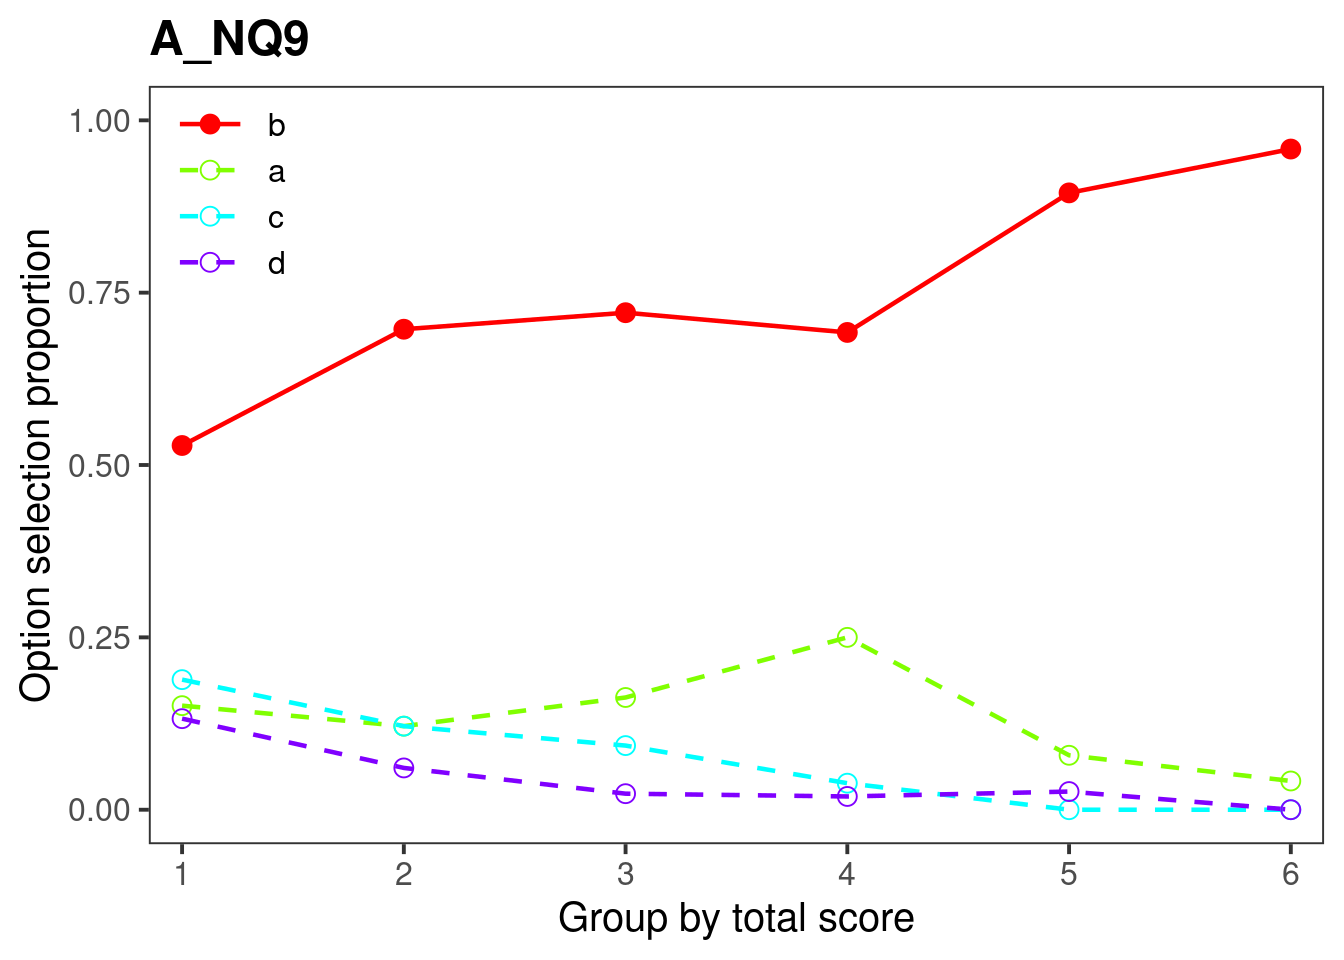 A_NQ9
1.00
0.75
0.50
0.25
0.00
b
a
c
d
Option selection proportion
1 2 3 4 5 6
Group by total score